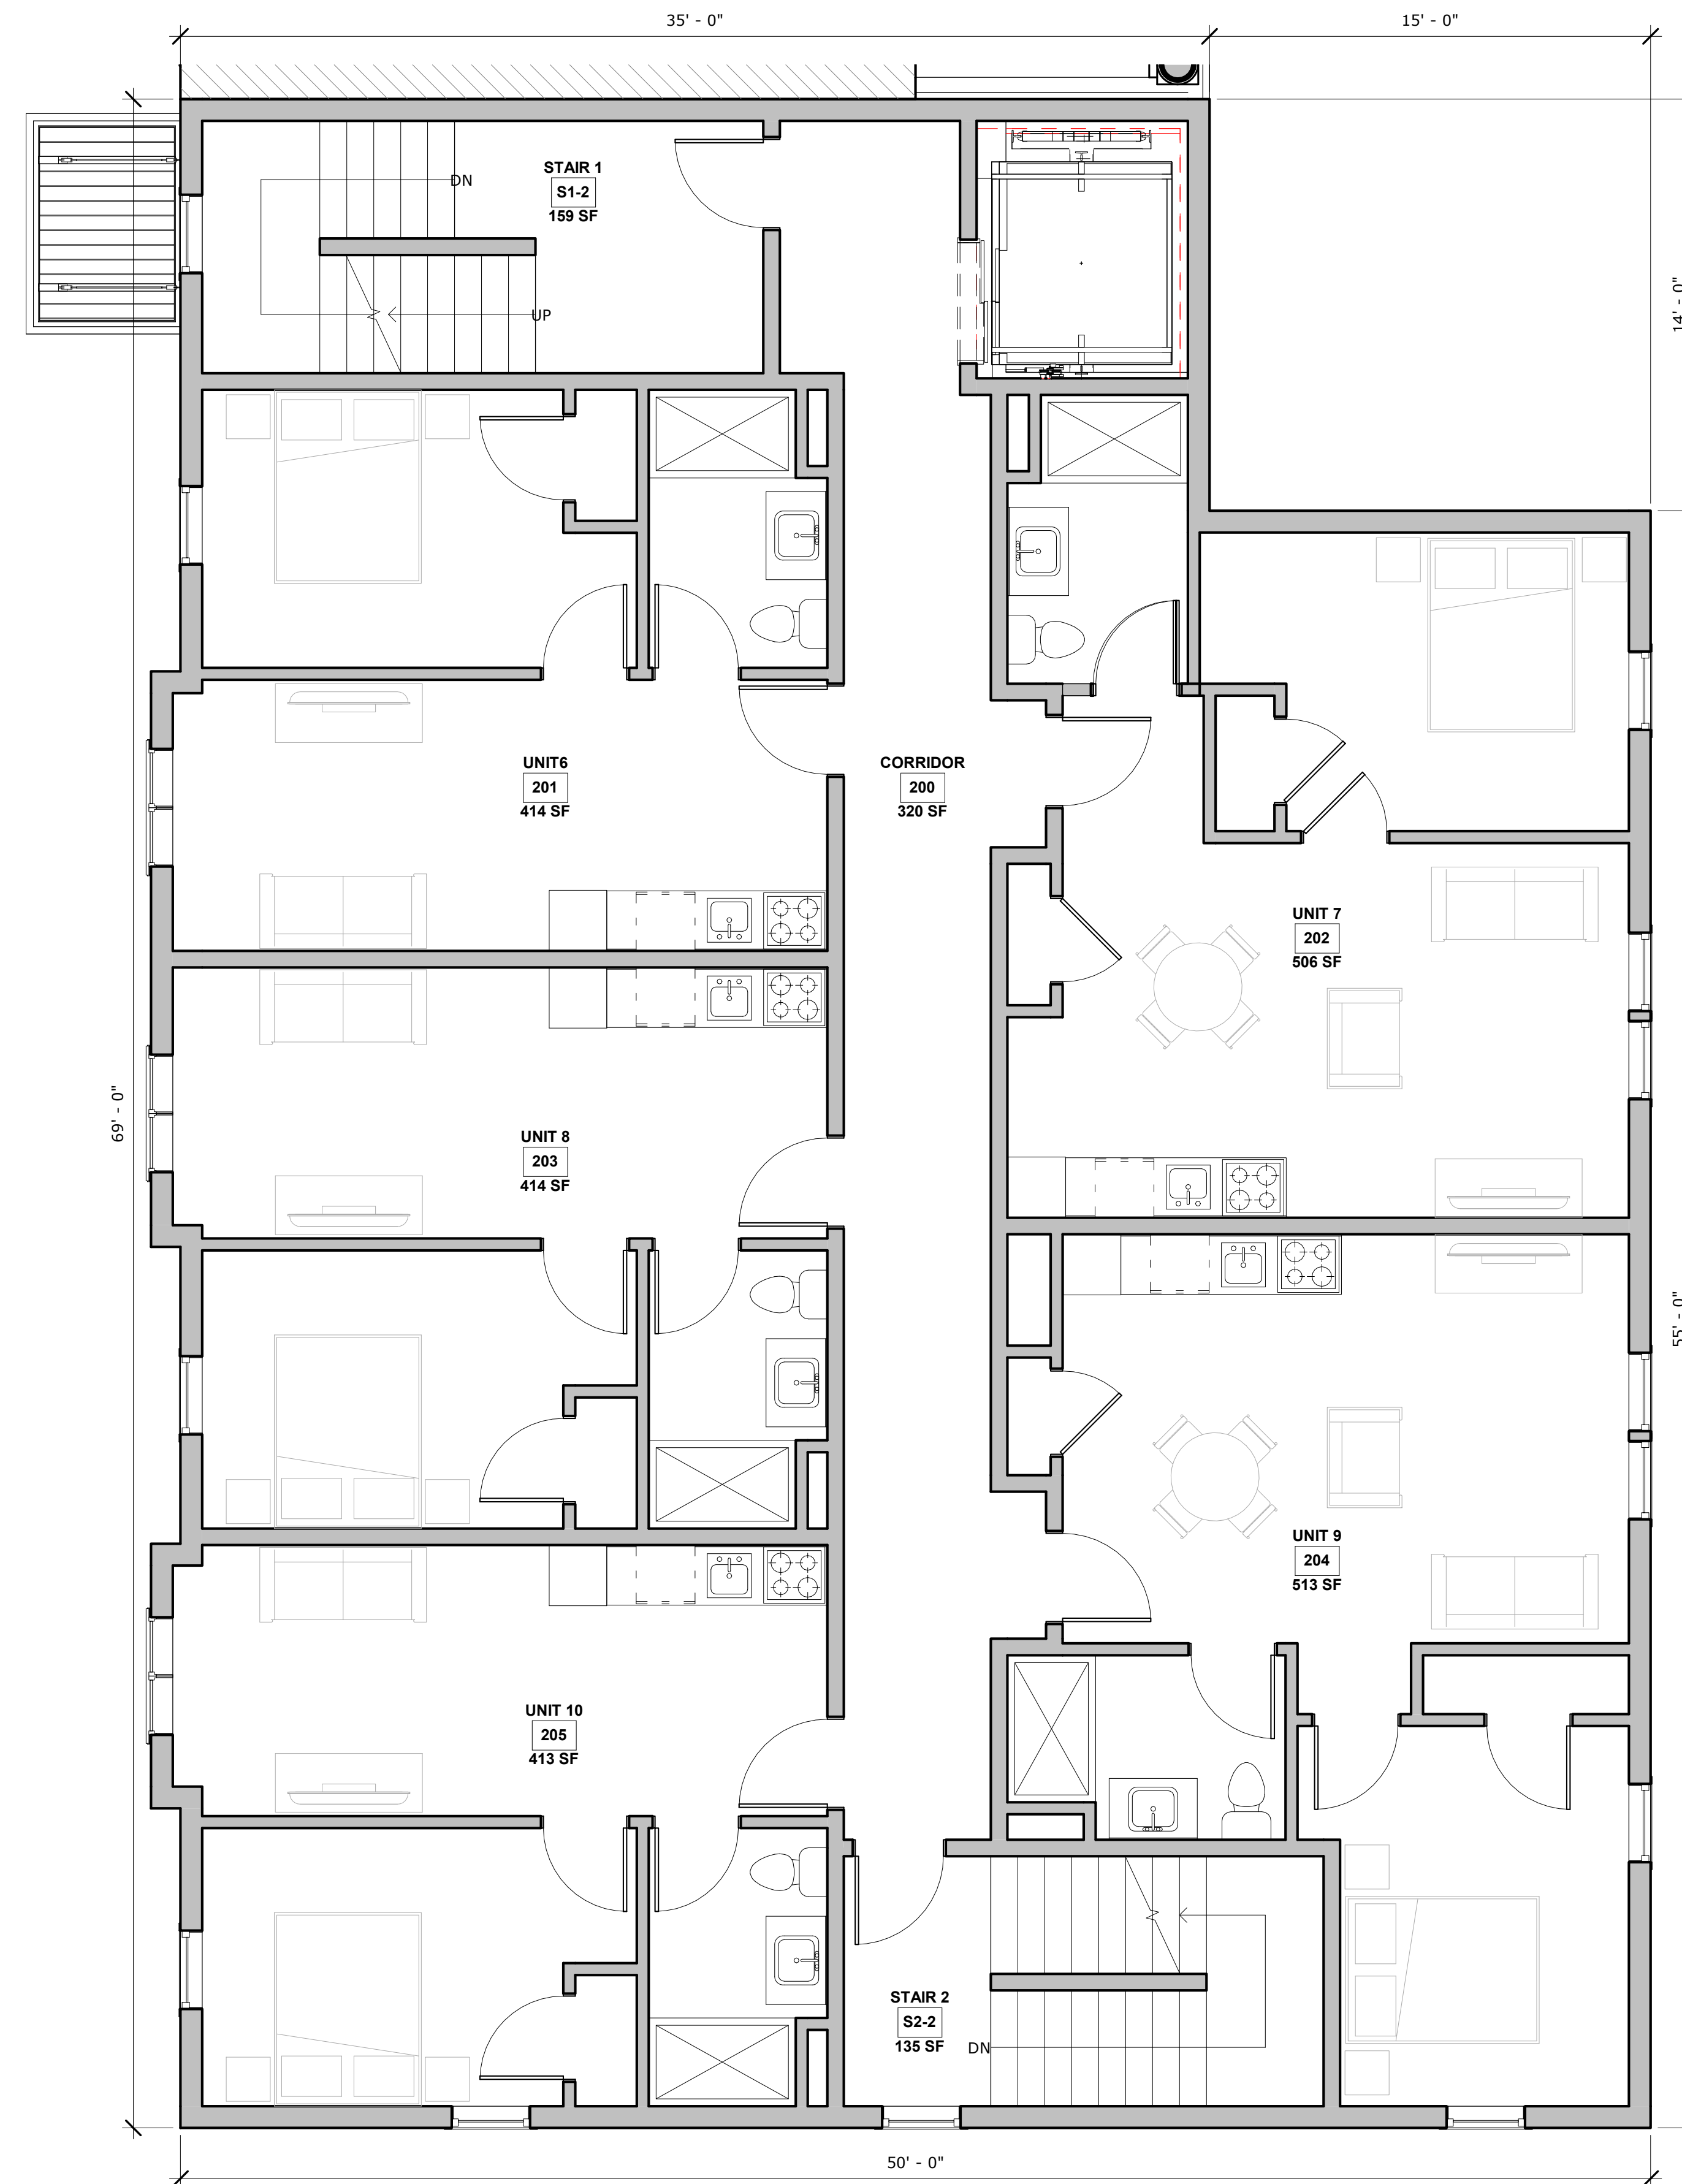 35' - 0"
15' - 0"
STAIR 1
S1-2
159 SF
DN
UP
14' - 0"
UNIT6
201
414 SF
CORRIDOR
200
320 SF
UNIT 7
202
506 SF
69' - 0"
UNIT 8
203
414 SF
55' - 0"
UNIT 9
204
513 SF
UNIT 10
205
413 SF
STAIR 2
S2-2
135 SF
DN
50' - 0"